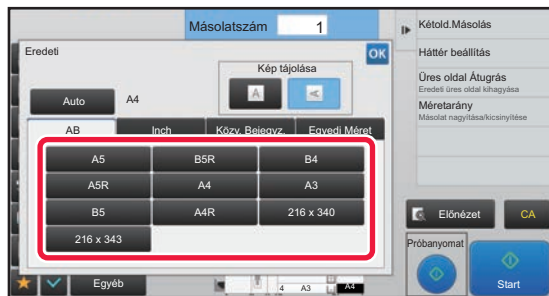 Másolatszám 1
Eredeti
OK
Kép tájolása
A A
Auto A4
AB Inch Közv. Bejegyz. Egyedi Méret
A5 B5R B4
A5R A4 A3
B5 A4R 216 x 340
216 x 343
Egyéb
4 A3 A4
Kétold.Másolás
Háttér beállítás
Üres oldal Átugrás
Eredeti üres oldal kihagyása
Méretarány
Másolat nagyítása/kicsinyítése
Előnézet CA
Próbanyomat
Start